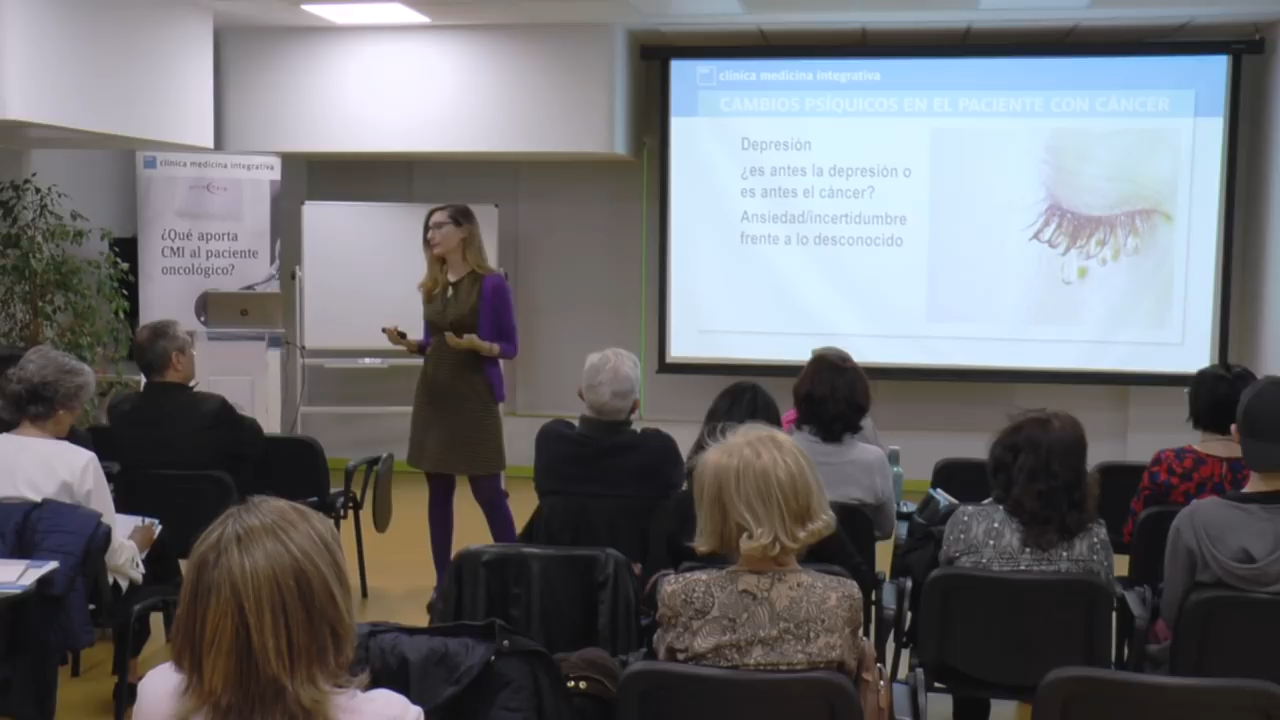 clínica medicina integrativa
¿Qué aporta
CMI al paciente
oncológico?
clínica medicina integrativa
CAMBIOS PSÍQUICOS EN EL PACIENTE CON CÁNCER
Depresión
¿es antes la depresión o
es antes el cáncer?
Ansiedad/incertidumbre
frente a lo desconocido